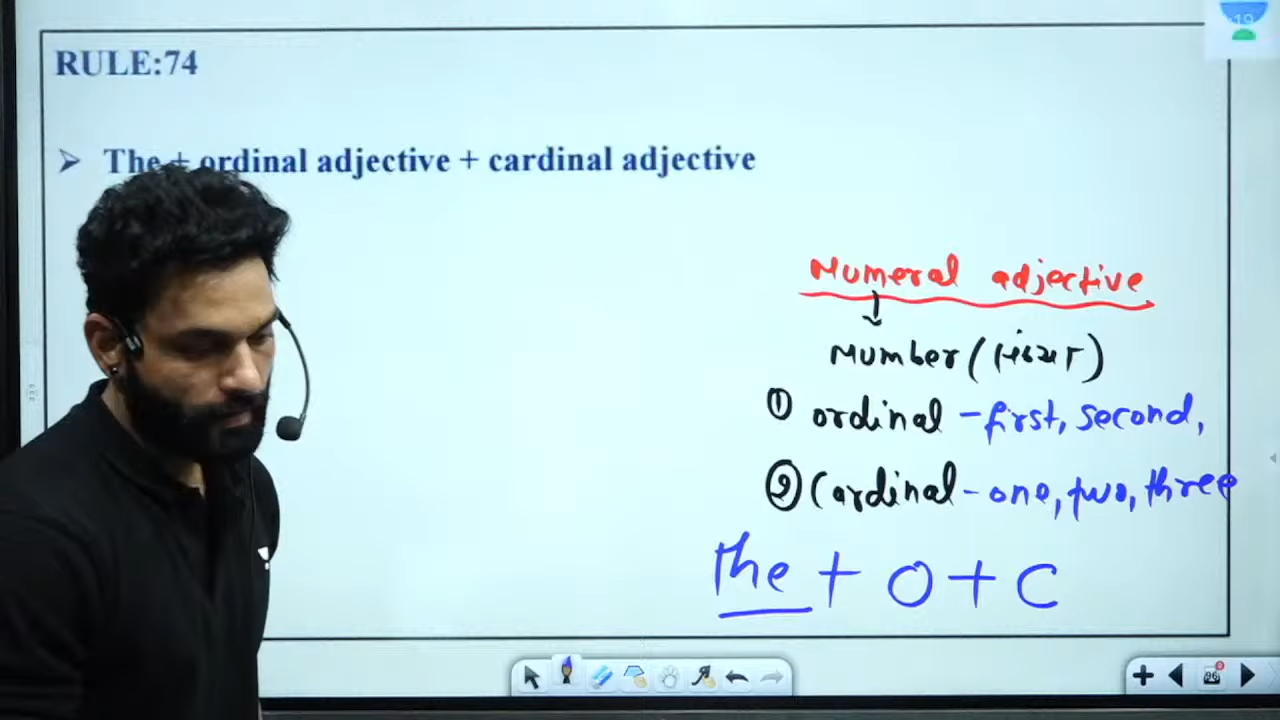 19
RULE:74
➤ The + ordinal adjective + cardinal adjective
Numeral adjective
Number (संख्या)
① ordinal - first, second,
② Cardinal - one, two, three
The + O + C